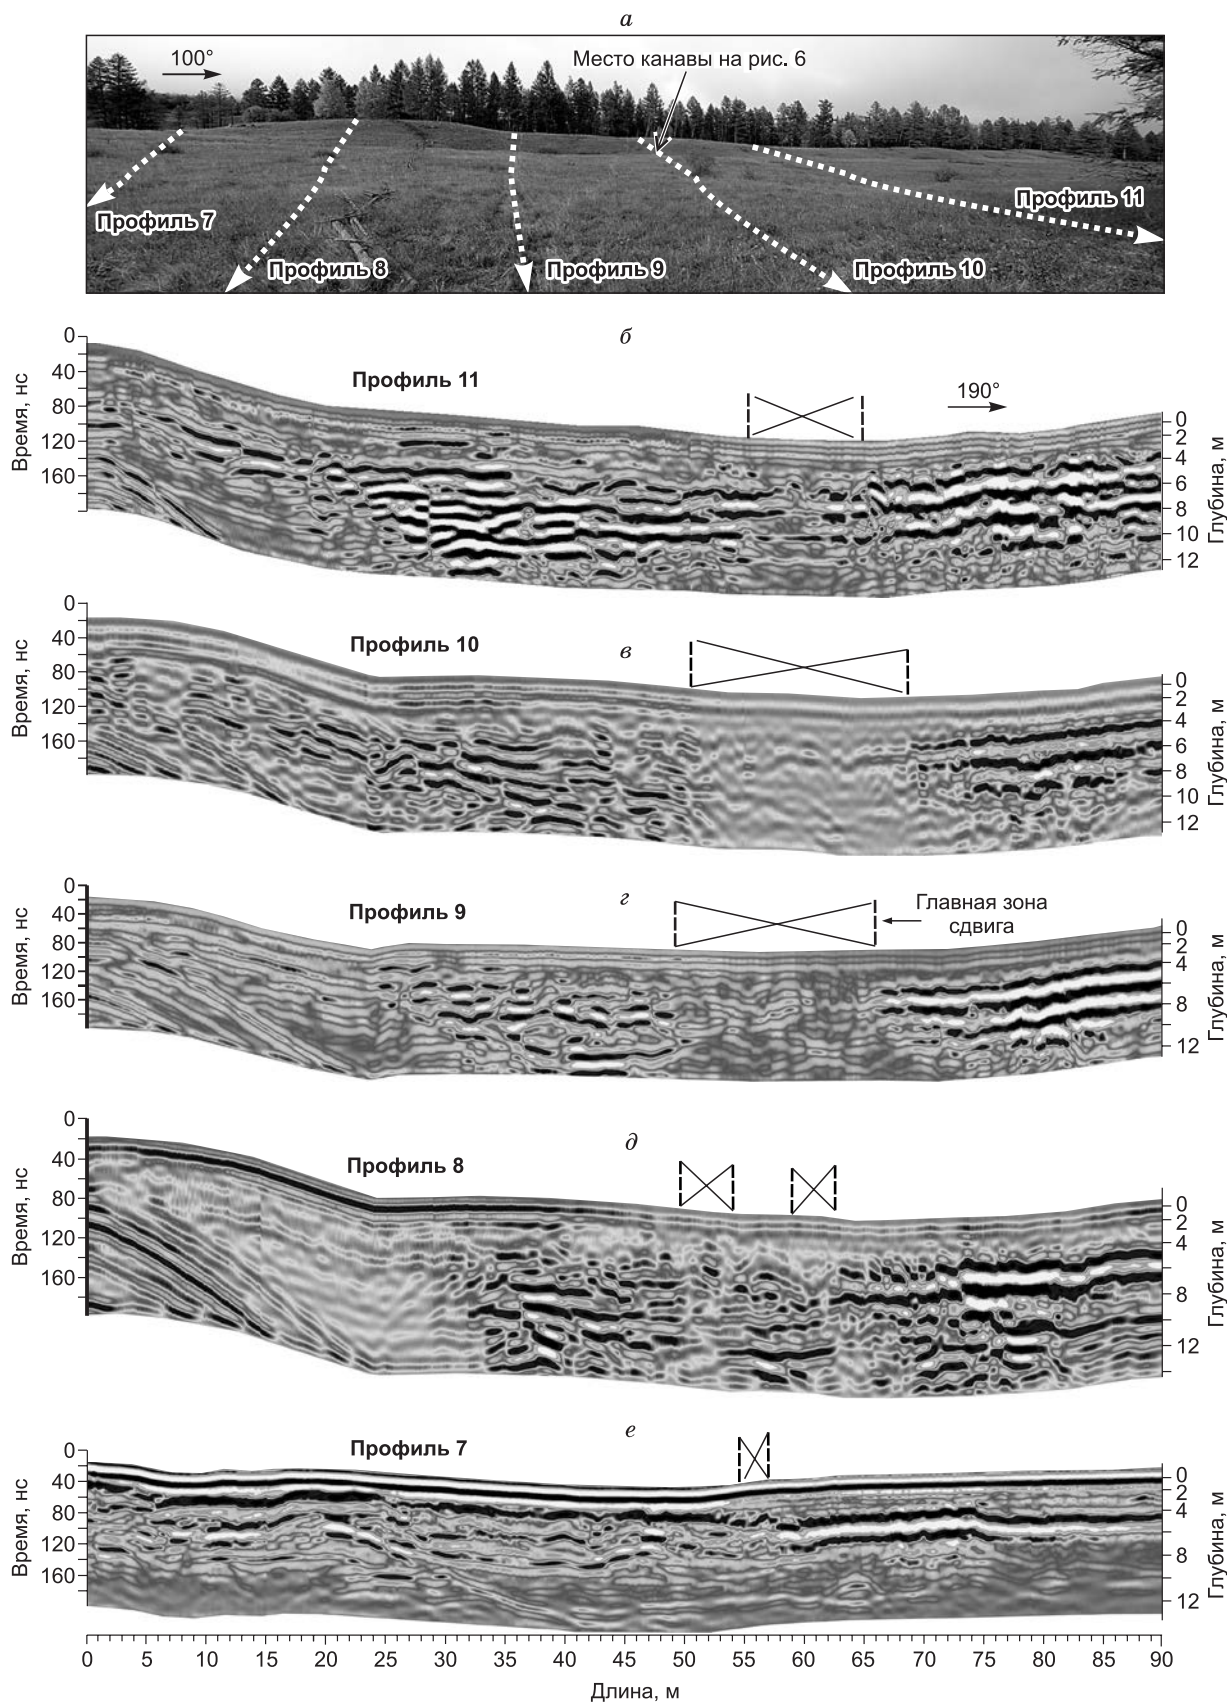 а
100°
Место канавы на рис. 6
Профиль 7
Профиль 8
Профиль 9
Профиль 10
Профиль 11
б
Время, нс
0
40
80
120
160
Профиль 11
190°
0
2
4
6
8
10
12
Глубина, м
в
Время, нс
0
40
80
120
160
Профиль 10
0
2
4
6
8
10
12
Глубина, м
г
Время, нс
0
40
80
120
160
Профиль 9
Главная зона
сдвига
0
2
4
8
12
Глубина, м
д
Время, нс
0
40
80
120
160
Профиль 8
0
2
4
8
12
Глубина, м
е
Время, нс
0
40
80
120
160
Профиль 7
0
2
4
8
12
Глубина, м
0 5 10 15 20 25 30 35 40 45 50 55 60 65 70 75 80 85 90
Длина, м